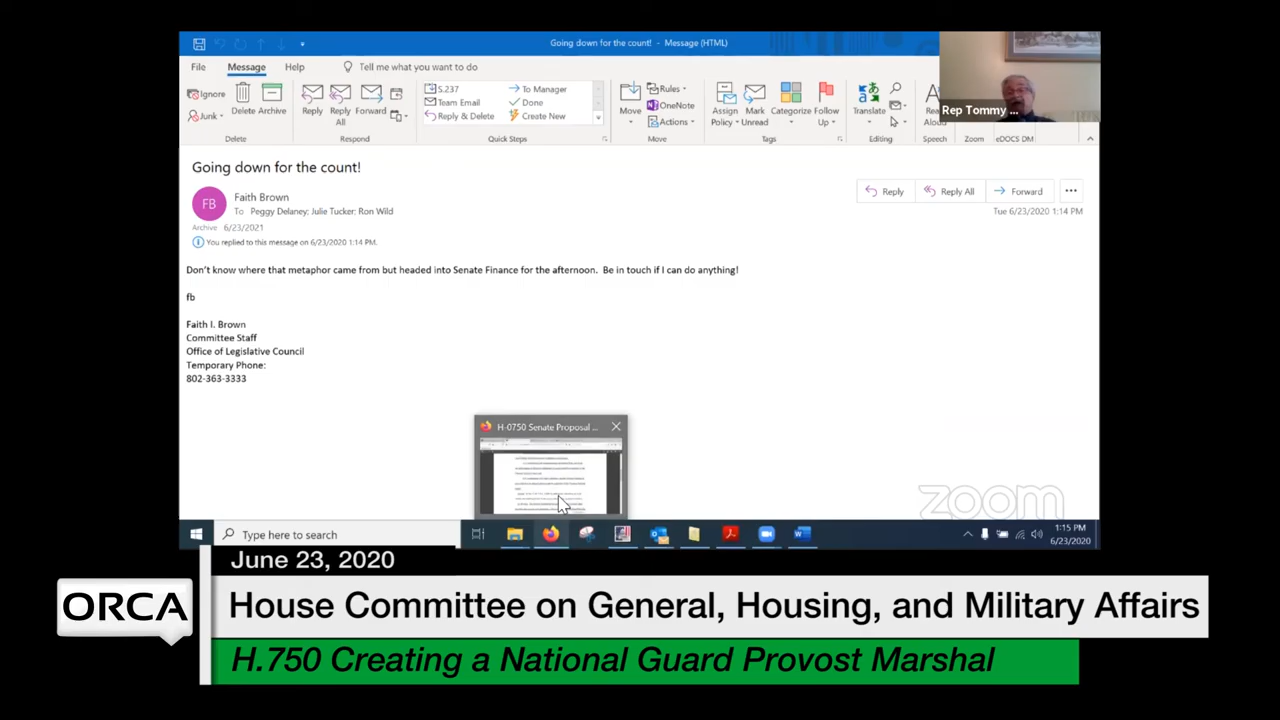 Going down for the count! - Message (HTML)
File Message Help Tell me what you want to do
Ignore
Junk
Delete Archive
Delete
Reply Reply All Forward
Respond
S.237
Team Email
Reply & Delete
To Manager
Done
Create New
Quick Steps
Move
Rules
OneNote
Actions
Move
Assign Policy Mark Unread Categorize Follow Up
Tags
Translate
Editing
Read Aloud
Speech
Zoom
eDOCS DM
Rep Tommy ...
Going down for the count!
FB
Faith Brown
To Peggy Delaney; Julie Tucker; Ron Wild
Archive 6/23/2021
You replied to this message on 6/23/2020 1:14 PM.
Reply Reply All Forward
Tue 6/23/2020 1:14 PM
Don't know where that metaphor came from but headed into Senate Finance for the afternoon. Be in touch if I can do anything!
fb
Faith I. Brown
Committee Staff
Office of Legislative Council
Temporary Phone:
802-363-3333
H-0750 Senate Proposal ...
zoom
Type here to search
1:15 PM
6/23/2020
June 23, 2020
ORCA
House Committee on General, Housing, and Military Affairs
H.750 Creating a National Guard Provost Marshal